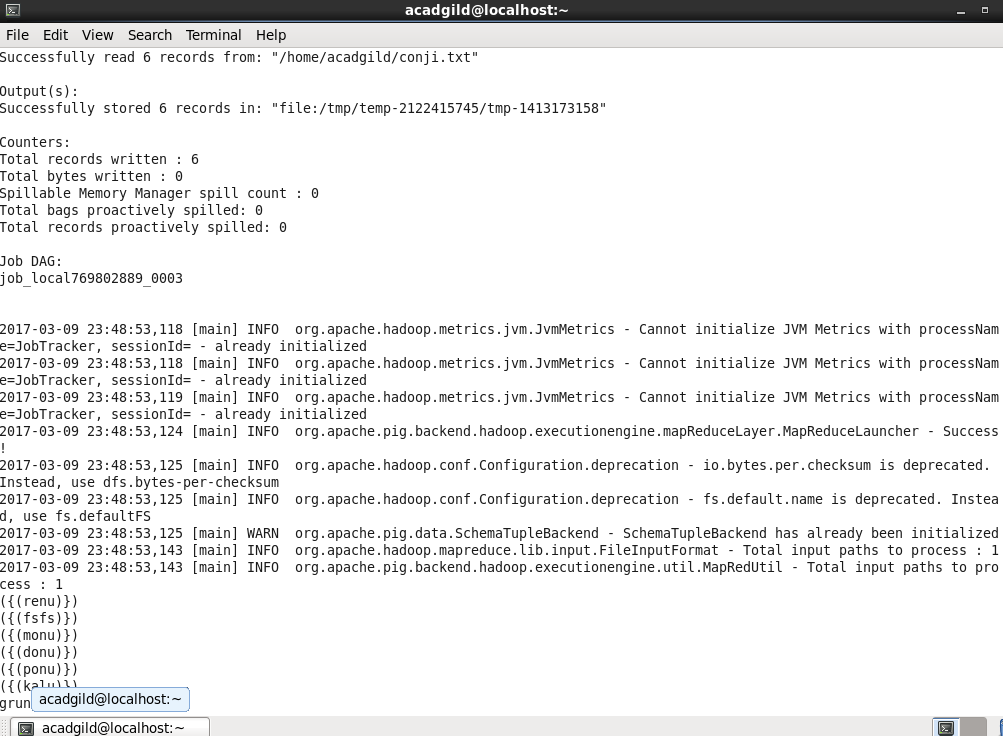 acadgild@localhost:~
File Edit View Search Terminal Help
Successfully read 6 records from: "/home/acadgild/conji.txt"
Output(s):
Successfully stored 6 records in: "file:/tmp/temp-2122415745/tmp-1413173158"
Counters:
Total records written : 6
Total bytes written : 0
Spillable Memory Manager spill count : 0
Total bags proactively spilled: 0
Total records proactively spilled: 0
Job DAG:
job_local769802889_0003
2017-03-09 23:48:53,118 [main] INFO  org.apache.hadoop.metrics.jvm.JvmMetrics - Cannot initialize JVM Metrics with processNam
e=JobTracker, sessionId= - already initialized
2017-03-09 23:48:53,118 [main] INFO  org.apache.hadoop.metrics.jvm.JvmMetrics - Cannot initialize JVM Metrics with processNam
e=JobTracker, sessionId= - already initialized
2017-03-09 23:48:53,119 [main] INFO  org.apache.hadoop.metrics.jvm.JvmMetrics - Cannot initialize JVM Metrics with processNam
e=JobTracker, sessionId= - already initialized
2017-03-09 23:48:53,124 [main] INFO  org.apache.pig.backend.hadoop.executionengine.mapReduceLayer.MapReduceLauncher - Success
!
2017-03-09 23:48:53,125 [main] INFO  org.apache.hadoop.conf.Configuration.deprecation - io.bytes.per.checksum is deprecated.
Instead, use dfs.bytes-per-checksum
2017-03-09 23:48:53,125 [main] INFO  org.apache.hadoop.conf.Configuration.deprecation - fs.default.name is deprecated. Instea
d, use fs.defaultFS
2017-03-09 23:48:53,125 [main] WARN  org.apache.pig.data.SchemaTupleBackend - SchemaTupleBackend has already been initialized
2017-03-09 23:48:53,143 [main] INFO  org.apache.hadoop.mapreduce.lib.input.FileInputFormat - Total input paths to process : 1
2017-03-09 23:48:53,143 [main] INFO  org.apache.pig.backend.hadoop.executionengine.util.MapRedUtil - Total input paths to pro
cess : 1
({(renu)})
({(fsfs)})
({(monu)})
({(donu)})
({(ponu)})
({(kalu)})
grun
acadgild@localhost:~
acadgild@localhost:~